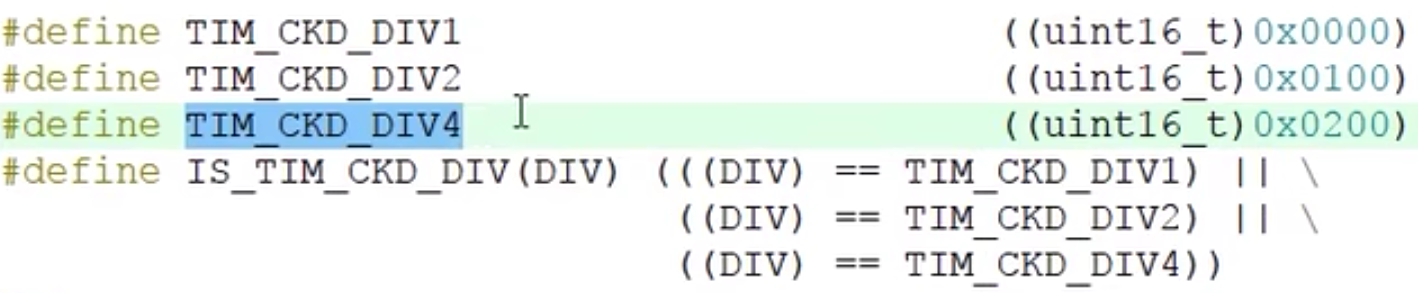 #define TIM_CKD_DIV1 ((uint16_t)0x0000)
#define TIM_CKD_DIV2 ((uint16_t)0x0100)
#define TIM_CKD_DIV4 ((uint16_t)0x0200)
#define IS_TIM_CKD_DIV(DIV) (((DIV) == TIM_CKD_DIV1) || \
((DIV) == TIM_CKD_DIV2) || \
((DIV) == TIM_CKD_DIV4))